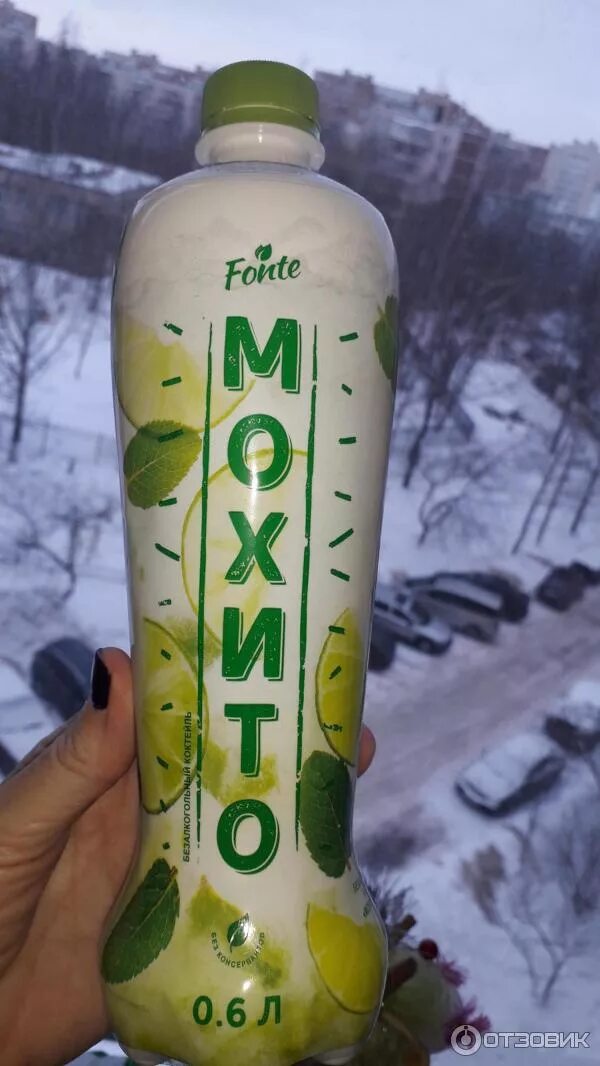 Fonte
МОХИТО
БЕЗАЛКОГОЛЬНЫЙ КОКТЕЙЛЬ
БЕЗ КОНСЕРВАНТОВ
0.6 Л
ОТЗОВИК